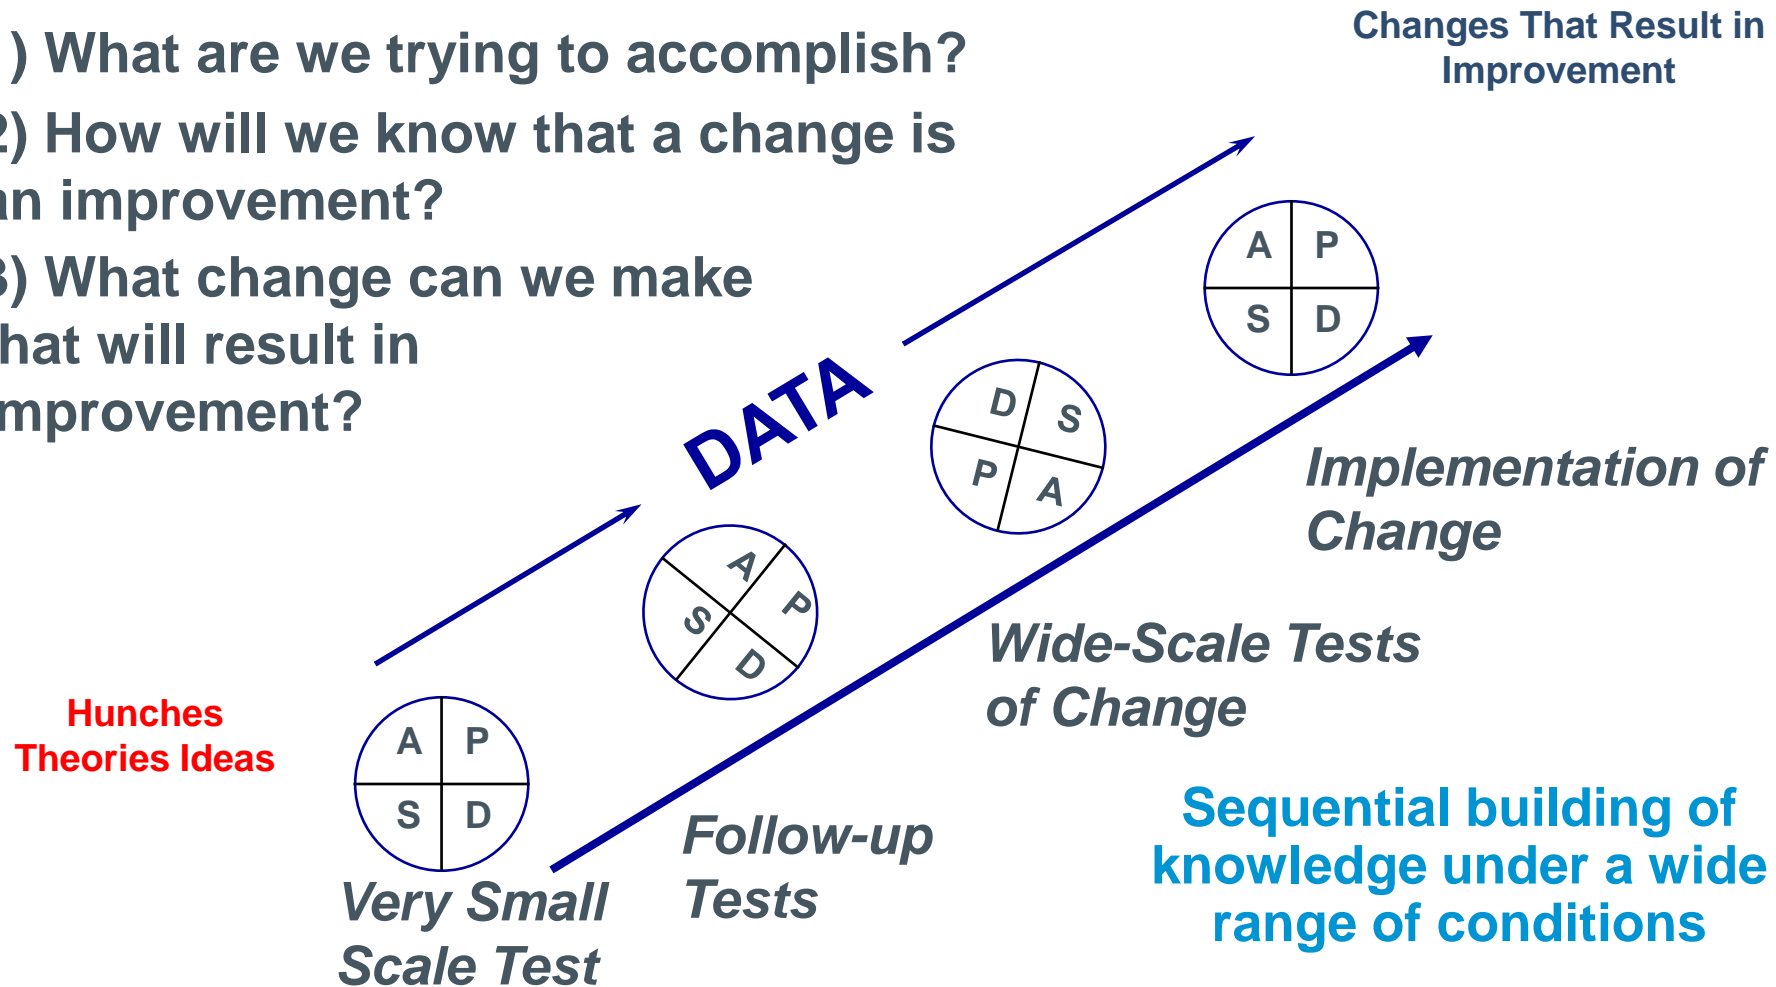 ) What are we trying to accomplish?
2) How will we know that a change is
an improvement?
3) What change can we make
that will result in
improvement?
Changes That Result in
Improvement
A P
S D
D S
P A
DATA
Implementation of
Change
A P
S D
Wide-Scale Tests
of Change
Hunches
Theories Ideas
A P
S D
Follow-up
Tests
Very Small
Scale Test
Sequential building of
knowledge under a wide
range of conditions